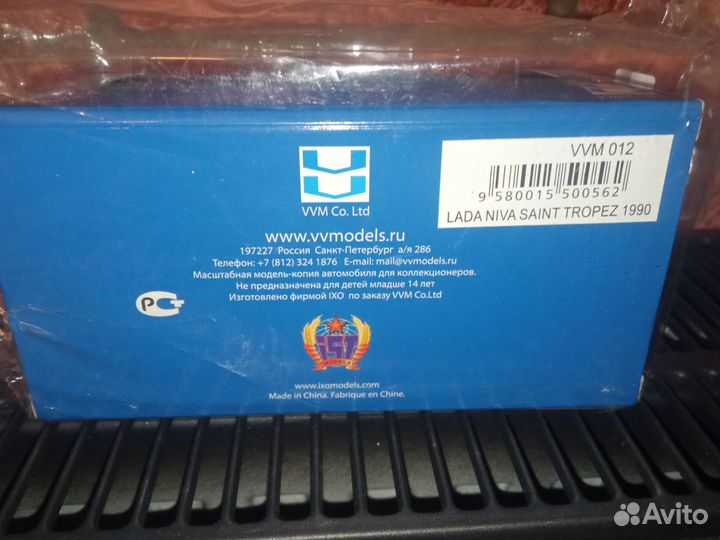 VVM 012
9 580015 500562
LADA NIVA SAINT TROPEZ 1990
VVM Co. Ltd
www.vvmodels.ru
197227 Россия Санкт-Петербург а/я 286
Телефон: +7 (812) 324 1876 E-mail: mail@vvmodels.ru
Масштабная модель-копия автомобиля для коллекционеров.
Не предназначена для детей младше 14 лет
Изготовлено фирмой IXO по заказу VVM Co.Ltd
РСТ
IST
MODELS
www.ixomodels.com
Made in China. Fabrique en Chine.
Avito